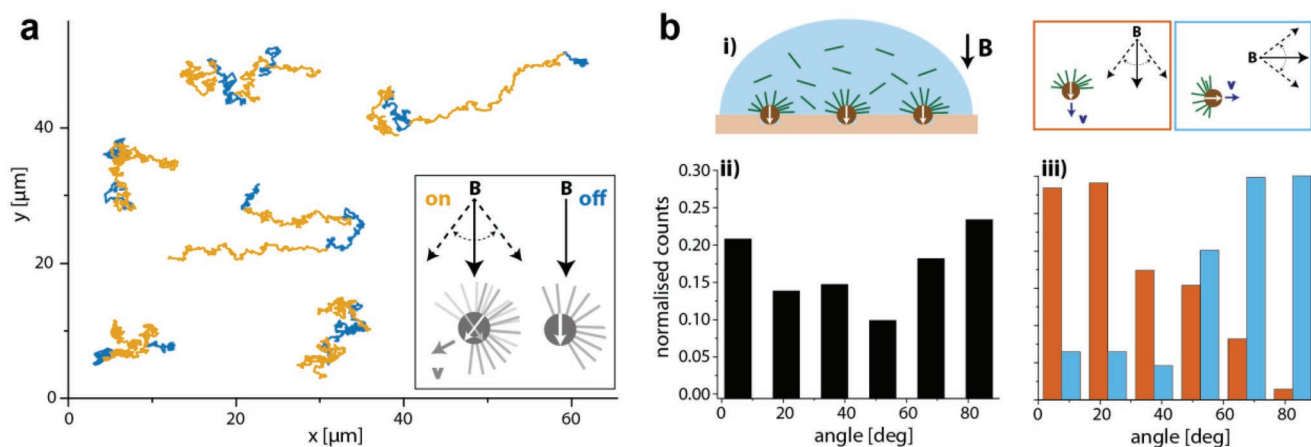 a
y [µm]
40
20
0
0
20
40
60
x [µm]
on
B
B
off
v
b
i)
B
B
v
B
v
ii)
normalised counts
0.30
0.25
0.20
0.15
0.10
0.05
0.00
0
20
40
60
80
angle [deg]
iii)
0
20
40
60
80
angle [deg]